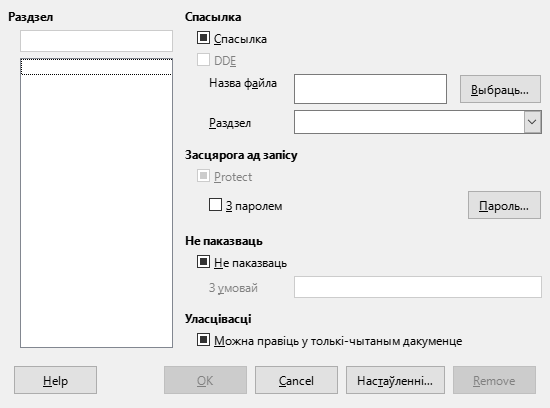 Раздзел
Спасылка
Спасылка
DDE
Назва файла
Выбраць...
Раздзел
Засцярога ад запісу
Protect
З паролем
Пароль...
Не паказваць
Не паказваць
З умовай
Уласцівасці
Можна правіць у толькі-чытаным дакуменце
Help
OK
Cancel
Настаўленні...
Remove